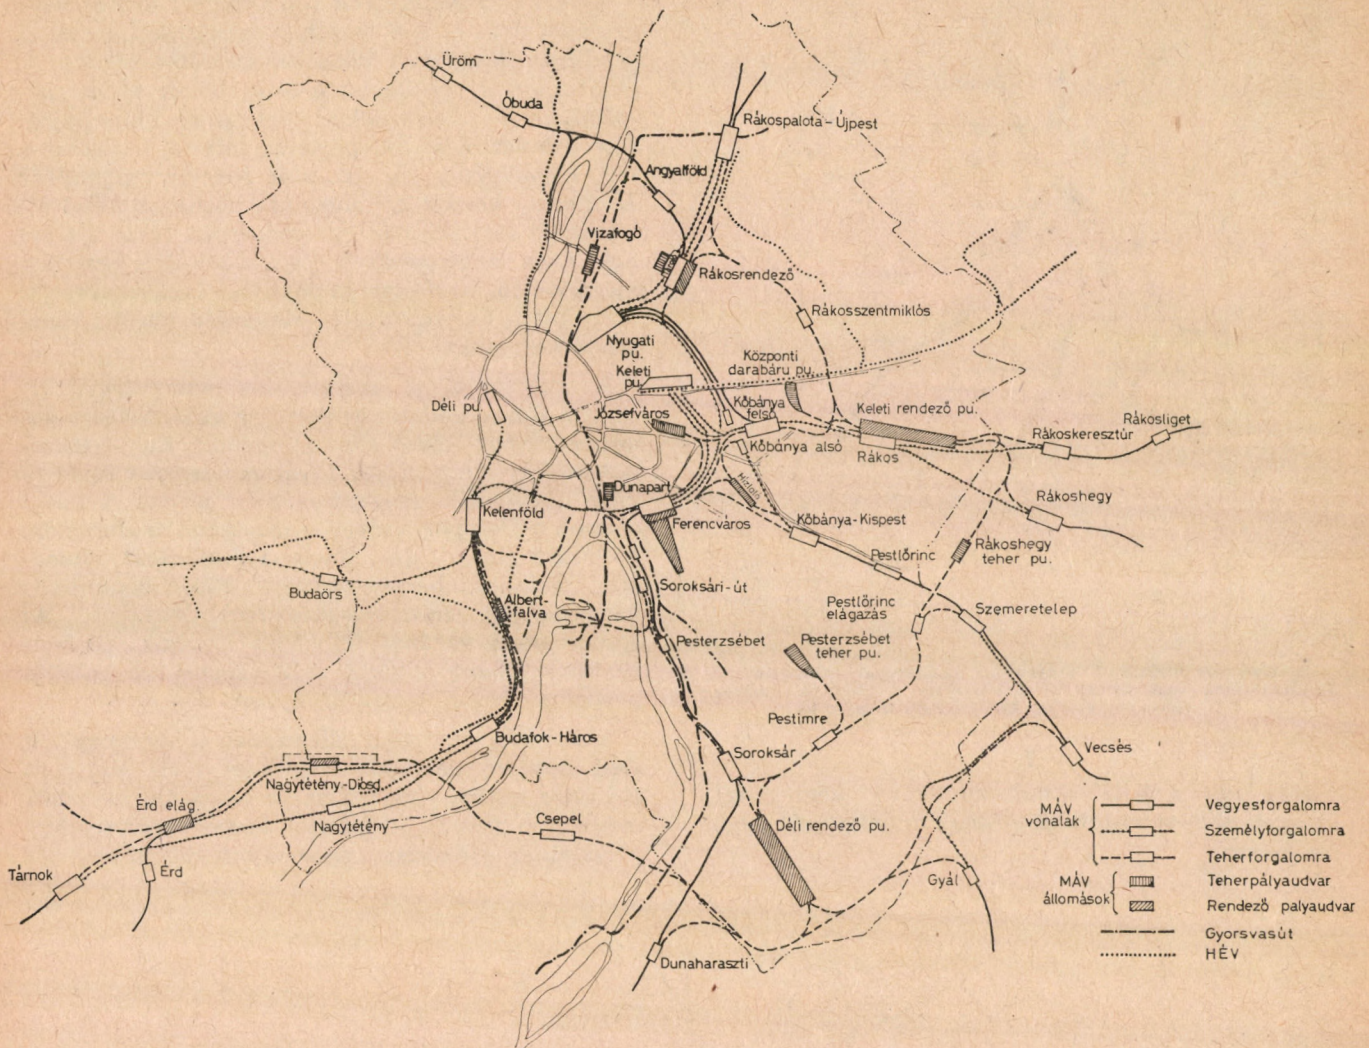 Üröm
Óbuda
Rákospalota - Újpest
Angyalföld
Vizafogó
Rákosrendező
Rákosszentmiklós
Nyugati
pu.
Keleti
pu.
Központi
darabáru pu.
Déli pu.
Józsefváros
Kőbánya
felső
Keleti rendező pu.
Rákosliget
Rákoskeresztúr
Kőbánya alsó
Rákos
Dunapart
Hizlaló
Rákoshegy
Kelenföld
Ferencváros
Kőbánya-Kispest
Rákoshegy
teher pu.
Pestlőrinc
Budaörs
Soroksári-út
Albert-
falva
Pestlőrinc
elágazás
Szemeretelep
Pesterzsébet
Pesterzsébet
teher pu.
Pestimre
Budafok-Háros
Soroksár
Vecsés
Nagytétény-Diósd
Érd elág.
Nagytétény
Csepel
Déli rendező pu.
Tárnok
Érd
Gyál
Dunaharaszti
MÁV
vonalak
Vegyesforgalomra
Személyforgalomra
Teherforgalomra
MÁV
állomások
Teherpályaudvar
Rendező palyaudvar
Gyorsvasút
HÉV